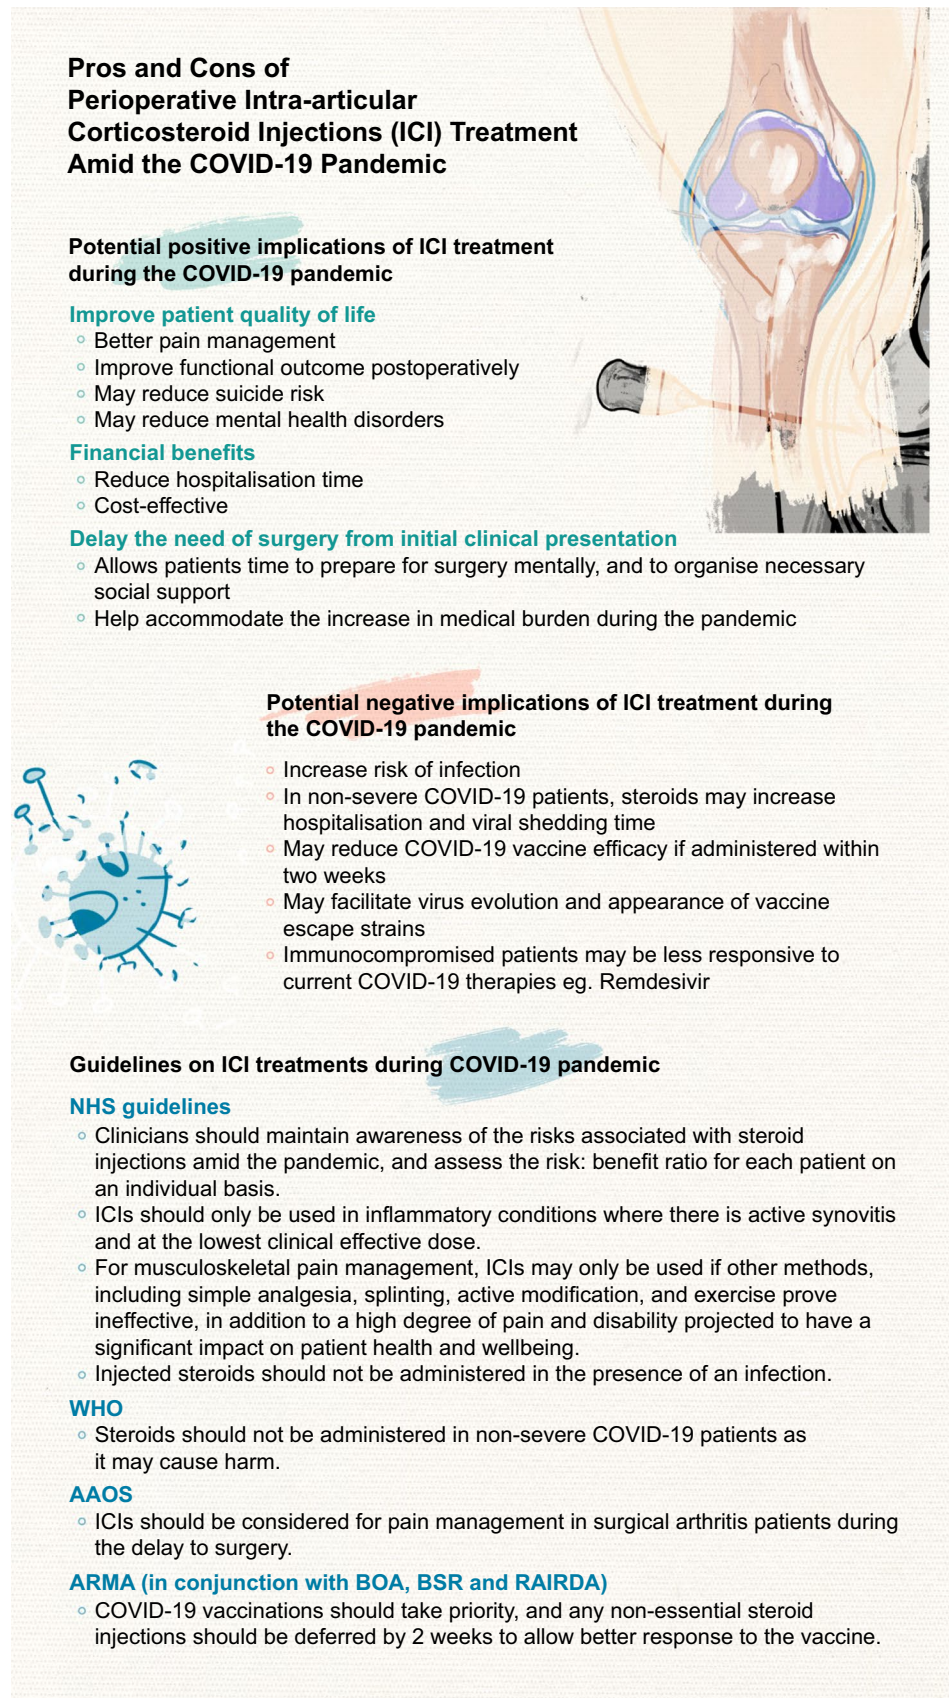 Pros and Cons of
Perioperative Intra-articular
Corticosteroid Injections (ICI) Treatment
Amid the COVID-19 Pandemic
Potential positive implications of ICI treatment
during the COVID-19 pandemic
Improve patient quality of life
◦ Better pain management
◦ Improve functional outcome postoperatively
◦ May reduce suicide risk
◦ May reduce mental health disorders
Financial benefits
◦ Reduce hospitalisation time
◦ Cost-effective
Delay the need of surgery from initial clinical presentation
◦ Allows patients time to prepare for surgery mentally, and to organise necessary
social support
◦ Help accommodate the increase in medical burden during the pandemic
Potential negative implications of ICI treatment during
the COVID-19 pandemic
◦ Increase risk of infection
◦ In non-severe COVID-19 patients, steroids may increase
hospitalisation and viral shedding time
◦ May reduce COVID-19 vaccine efficacy if administered within
two weeks
◦ May facilitate virus evolution and appearance of vaccine
escape strains
◦ Immunocompromised patients may be less responsive to
current COVID-19 therapies eg. Remdesivir
Guidelines on ICI treatments during COVID-19 pandemic
NHS guidelines
◦ Clinicians should maintain awareness of the risks associated with steroid
injections amid the pandemic, and assess the risk: benefit ratio for each patient on
an individual basis.
◦ ICIs should only be used in inflammatory conditions where there is active synovitis
and at the lowest clinical effective dose.
◦ For musculoskeletal pain management, ICIs may only be used if other methods,
including simple analgesia, splinting, active modification, and exercise prove
ineffective, in addition to a high degree of pain and disability projected to have a
significant impact on patient health and wellbeing.
◦ Injected steroids should not be administered in the presence of an infection.
WHO
◦ Steroids should not be administered in non-severe COVID-19 patients as
it may cause harm.
AAOS
◦ ICIs should be considered for pain management in surgical arthritis patients during
the delay to surgery.
ARMA (in conjunction with BOA, BSR and RAIRDA)
◦ COVID-19 vaccinations should take priority, and any non-essential steroid
injections should be deferred by 2 weeks to allow better response to the vaccine.